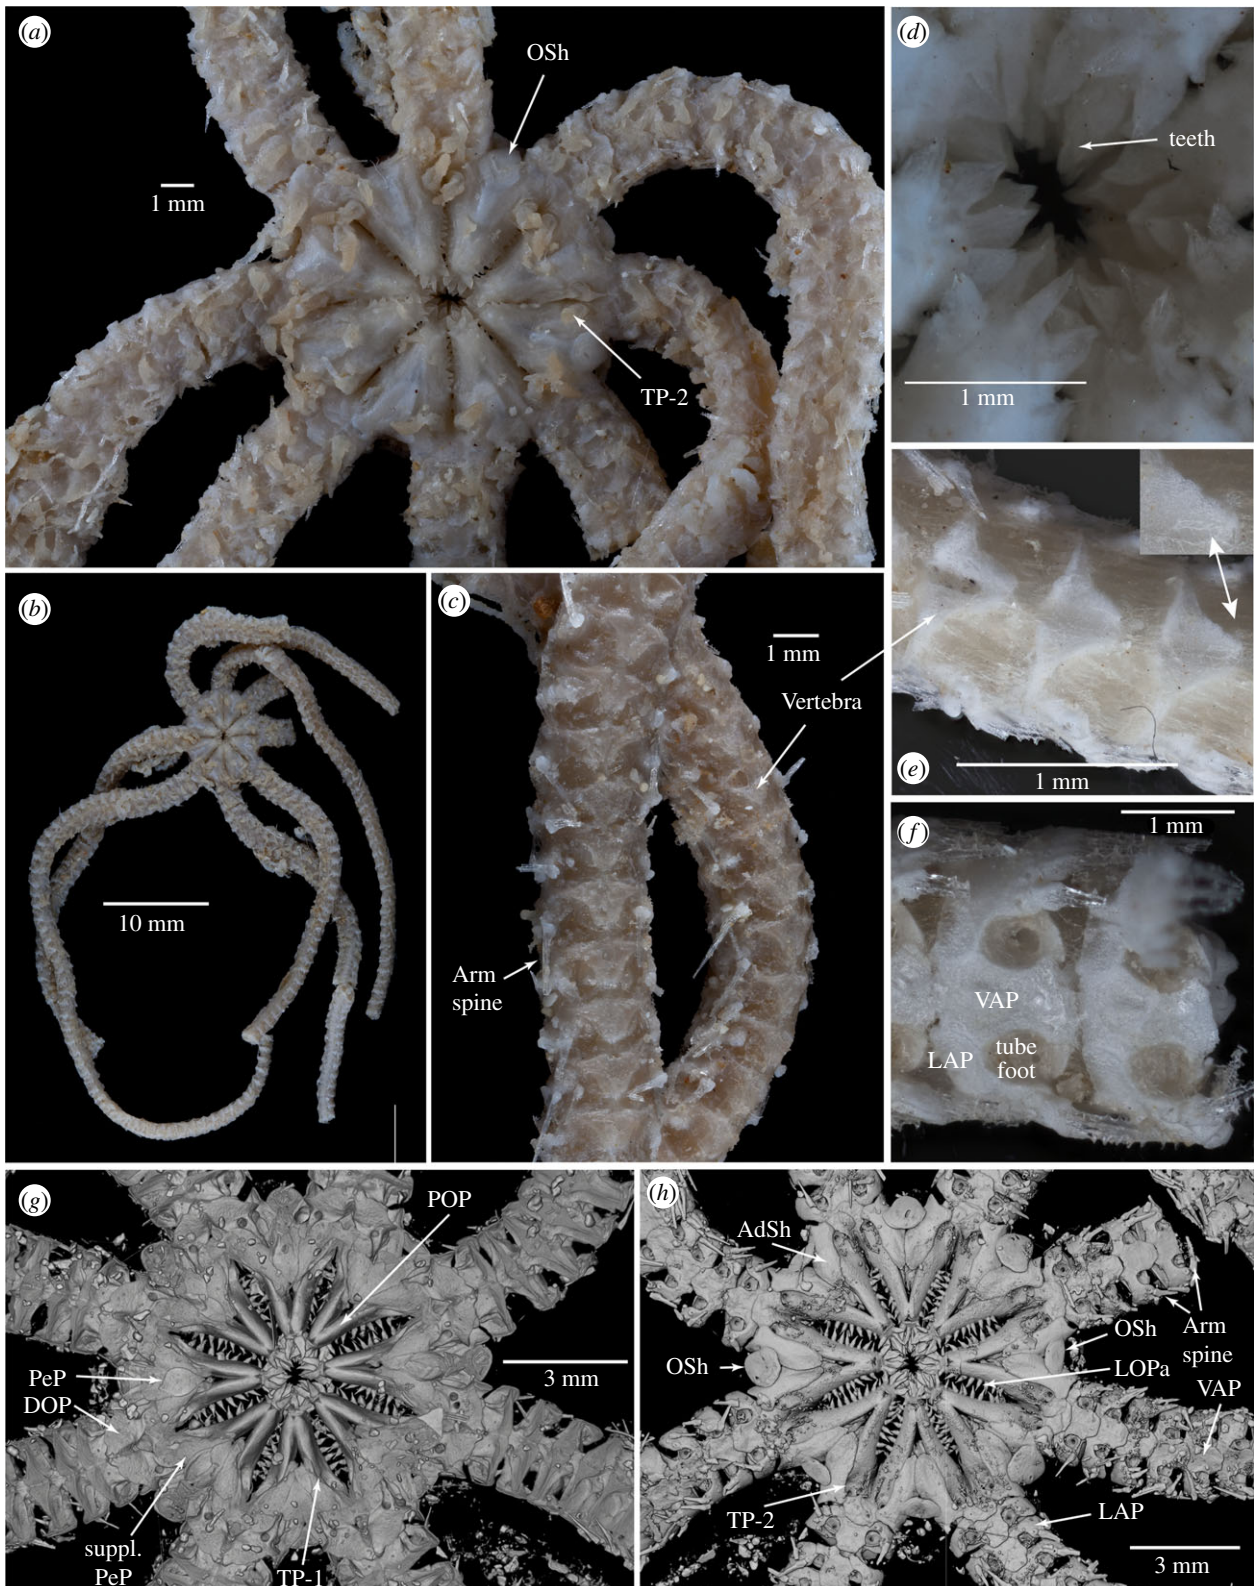 (a)
OSh
1 mm
TP-2
(d)
teeth
1 mm
(b)
10 mm
(c)
1 mm
Vertebra
Arm
spine
(e)
1 mm
(f)
1 mm
VAP
LAP
tube
foot
(g)
POP
3 mm
PeP
DOP
suppl.
PeP
TP-1
(h)
AdSh
OSh
OSh
Arm
spine
LOPa
VAP
TP-2
LAP
3 mm